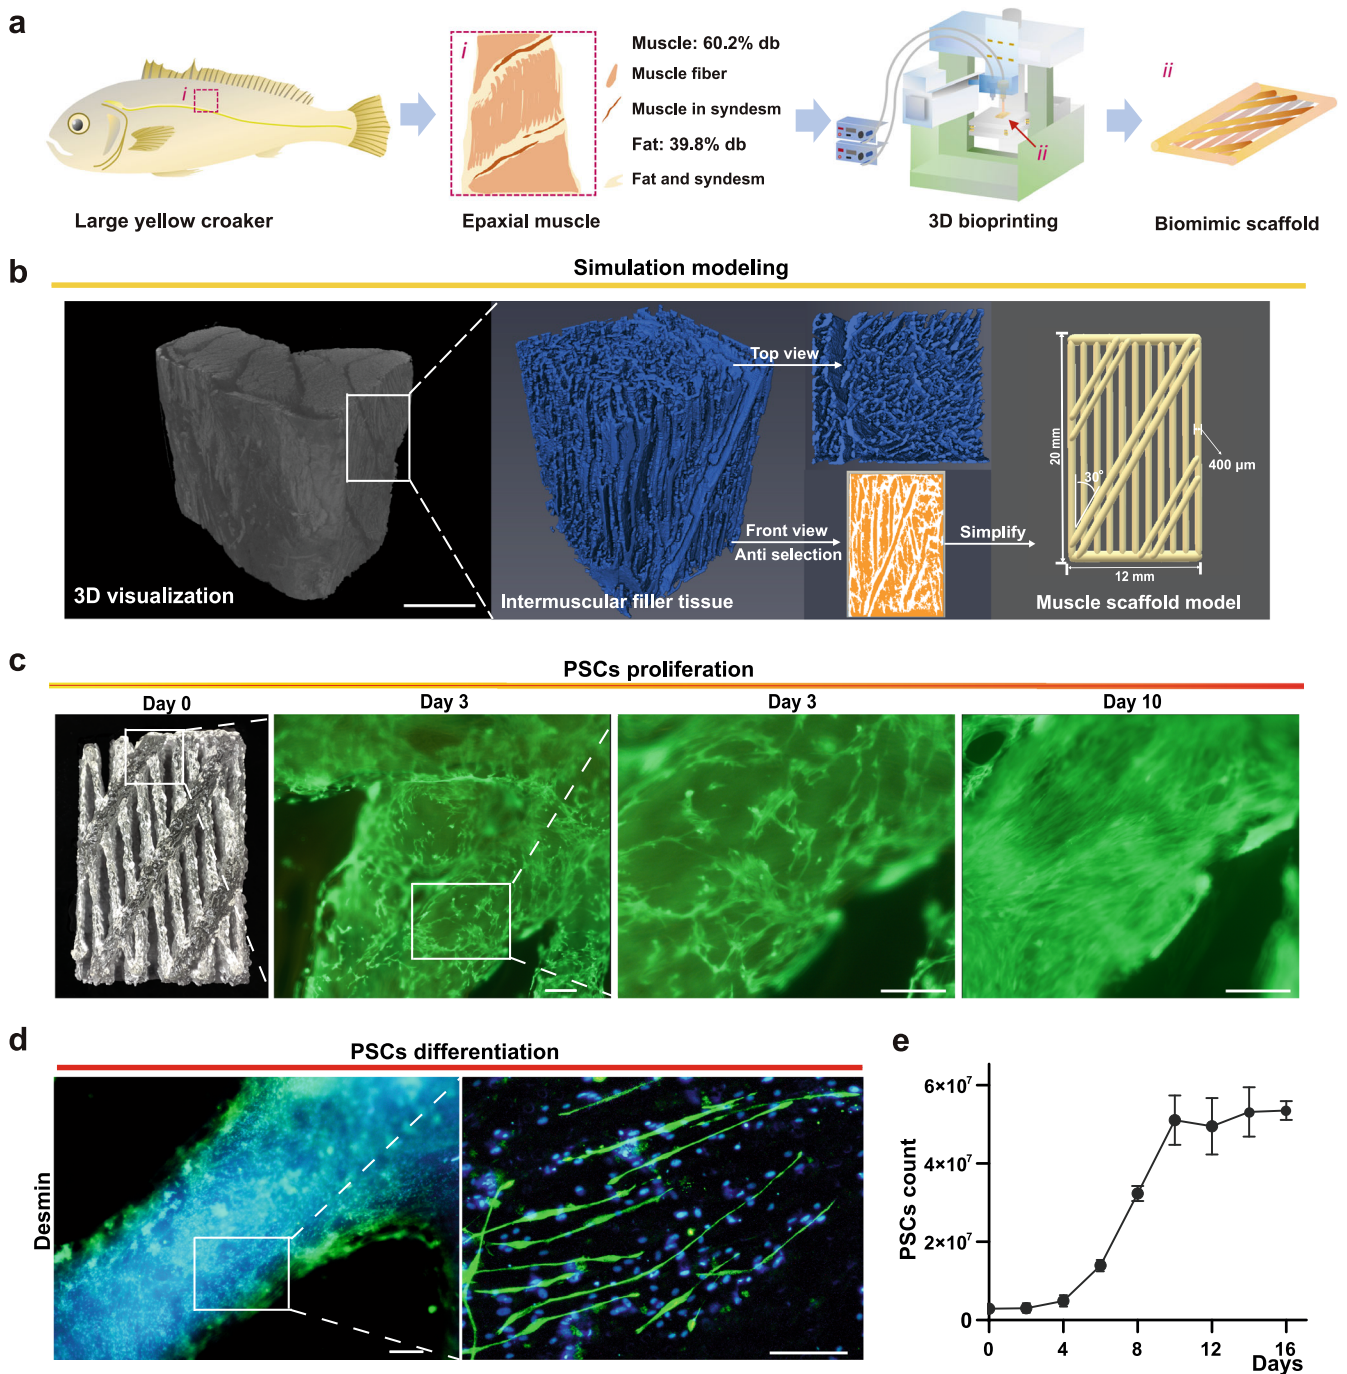 a
i
i
Muscle: 60.2% db
Muscle fiber
Muscle in syndesm
Fat: 39.8% db
Fat and syndesm
ii
ii
Large yellow croaker
Epaxial muscle
3D bioprinting
Biomimic scaffold
b
Simulation modeling
Top view
Front view
Anti selection
Simplify
20 mm
30°
400 µm
12 mm
3D visualization
Intermuscular filler tissue
Muscle scaffold model
c
PSCs proliferation
Day 0
Day 3
Day 3
Day 10
d
PSCs differentiation
Desmin
e
PSCs count
6×10⁷
4×10⁷
2×10⁷
0
0 4 8 12 16
Days